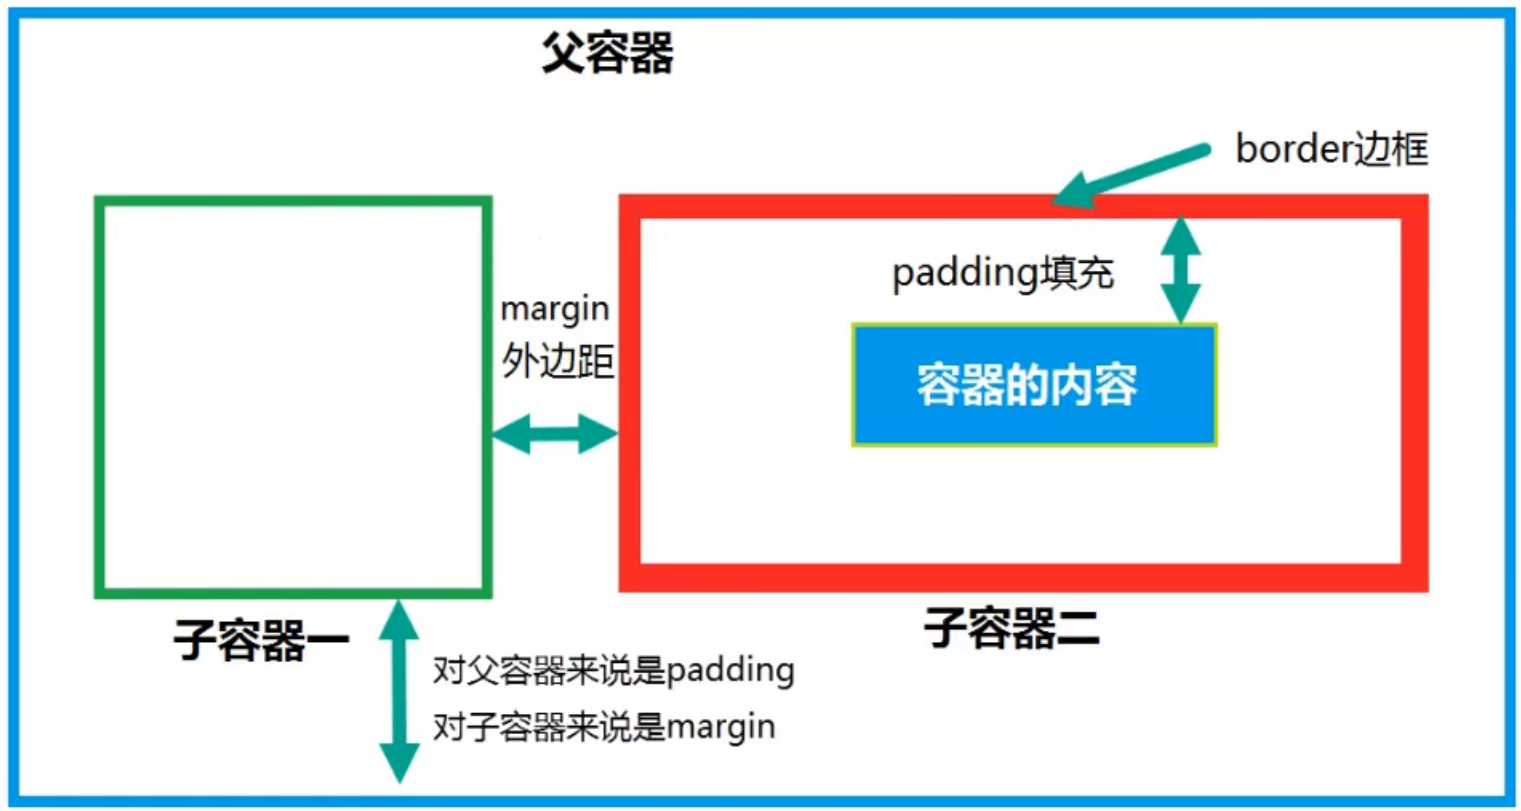 父容器
border边框
padding填充
margin
外边距
容器的内容
子容器一
子容器二
对父容器来说是padding
对子容器来说是margin